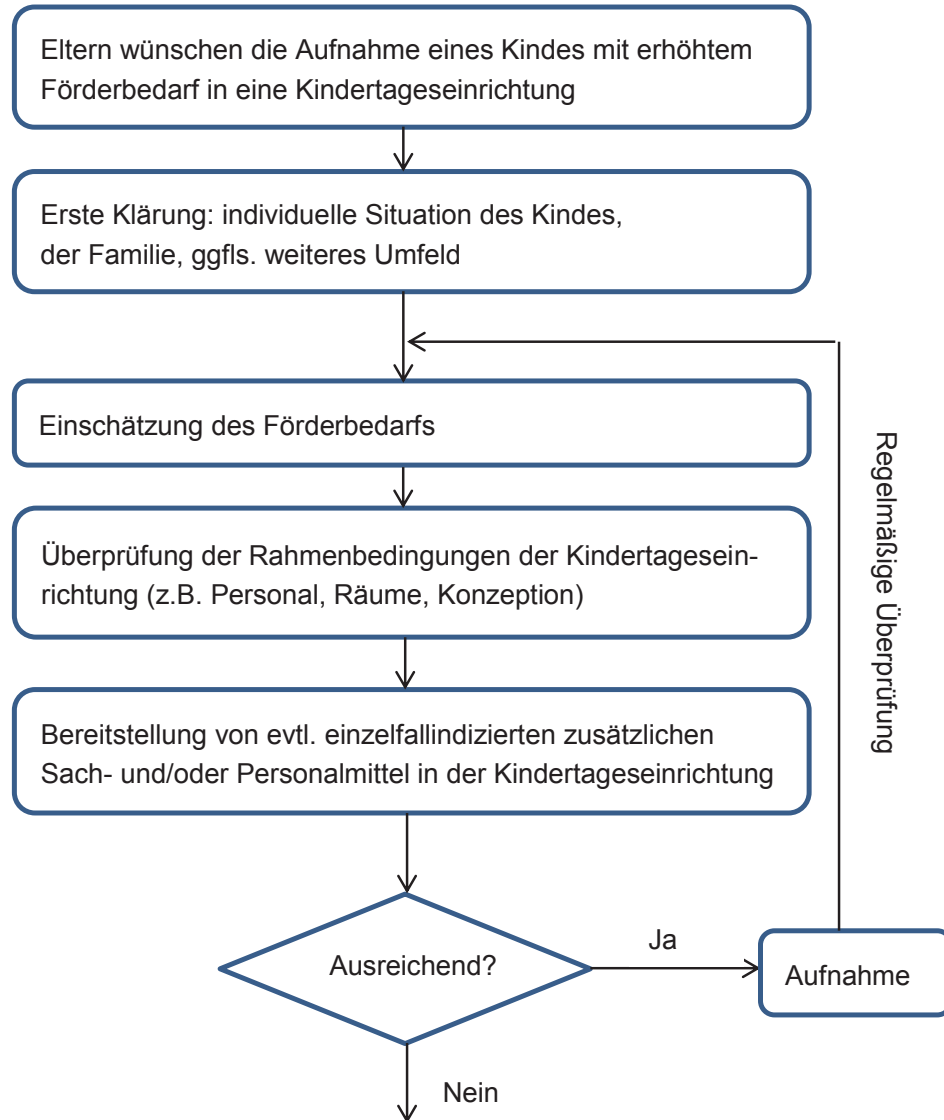 Eltern wünschen die Aufnahme eines Kindes mit erhöhtem
Förderbedarf in eine Kindertageseinrichtung
Erste Klärung: individuelle Situation des Kindes,
der Familie, ggfls. weiteres Umfeld
Einschätzung des Förderbedarfs
Überprüfung der Rahmenbedingungen der Kindertagesein-
richtung (z.B. Personal, Räume, Konzeption)
Bereitstellung von evtl. einzelfallindizierten zusätzlichen
Sach- und/oder Personalmittel in der Kindertageseinrichtung
Regelmäßige Überprüfung
Ausreichend?
Ja
Aufnahme
Nein